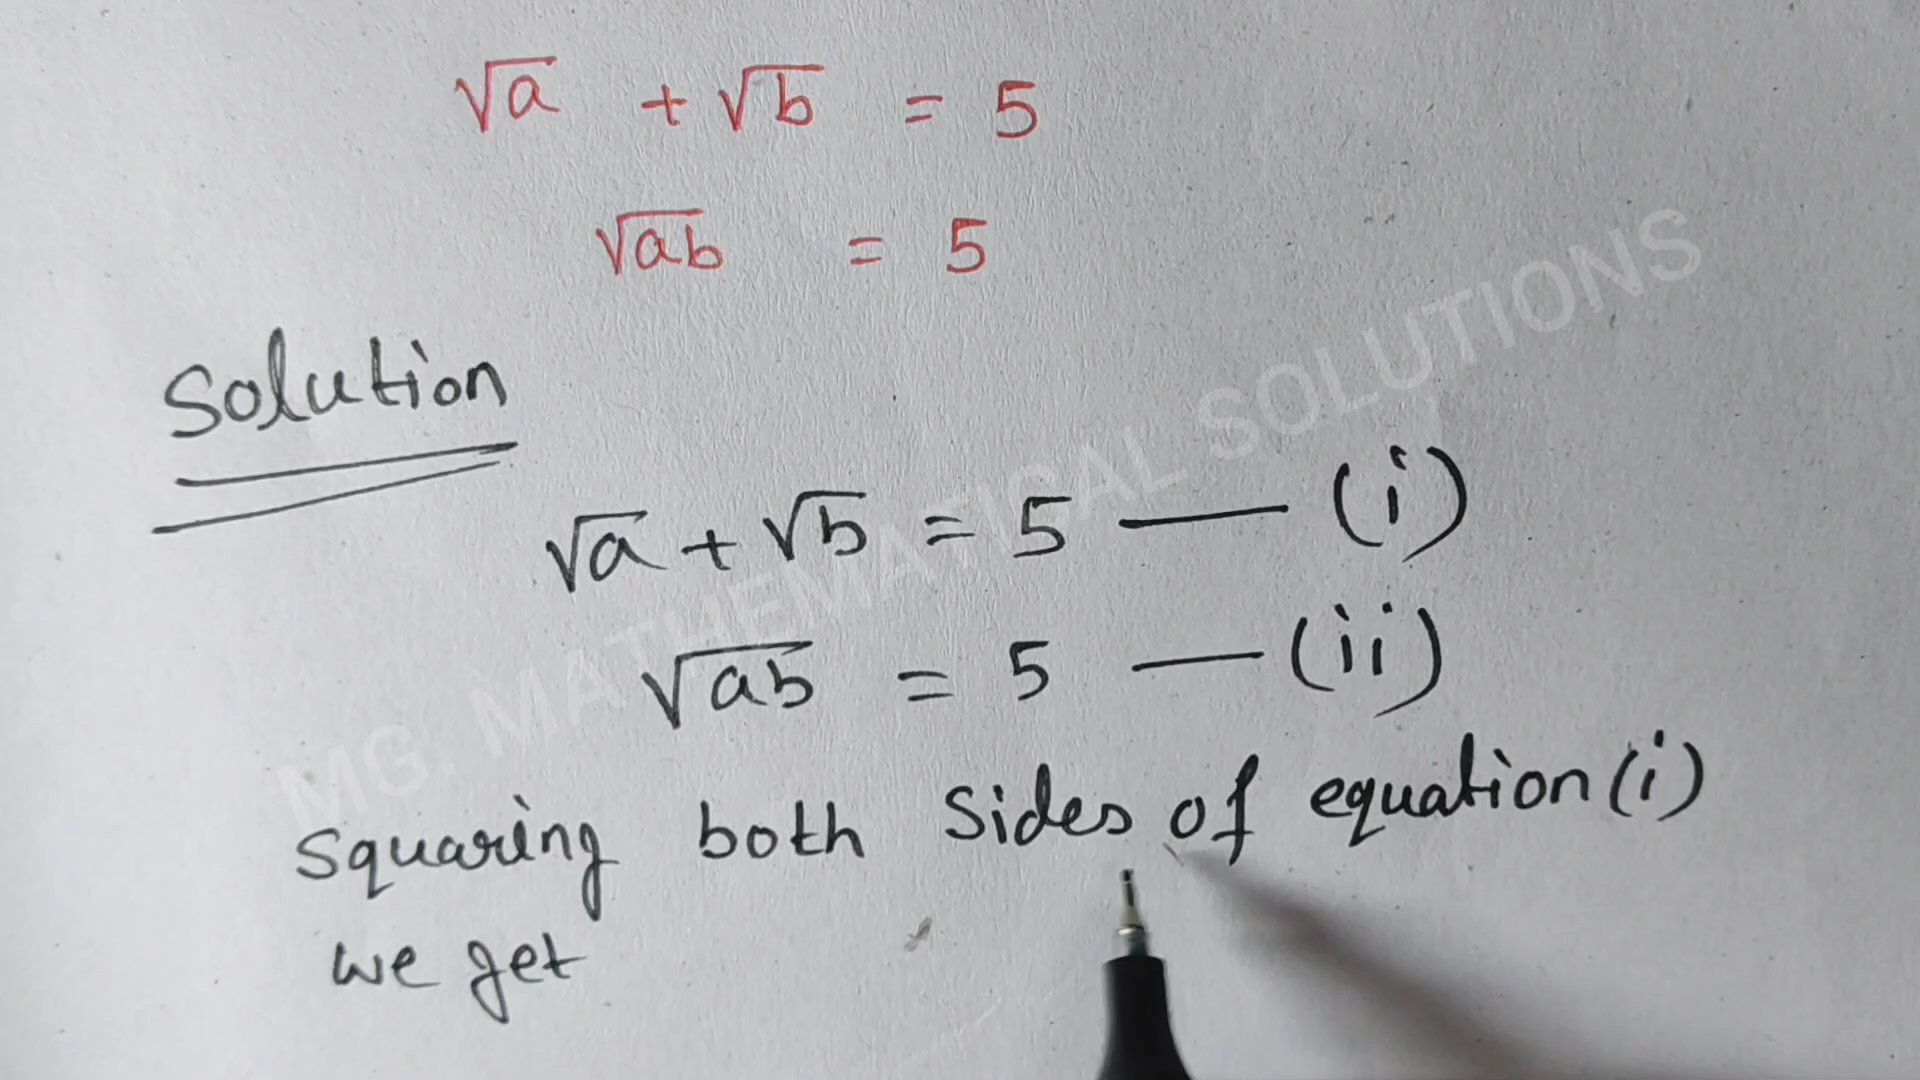 √a + √b = 5
√ab = 5
Solution
√a + √b = 5 — (i)
√ab = 5 — (ii)
Squaring both sides of equation (i)
we get
MG. MATHEMATICAL SOLUTIONS